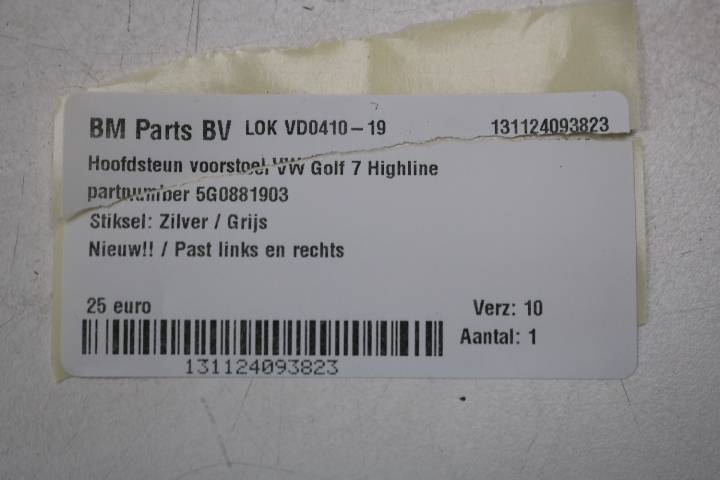 BM Parts BV LOK VD0410-19 131124093823
Hoofdsteun voorstoel VW Golf 7 Highline
partnumber 5G0881903
Stiksel: Zilver / Grijs
Nieuw!! / Past links en rechts
25 euro Verz: 10
Aantal: 1
131124093823